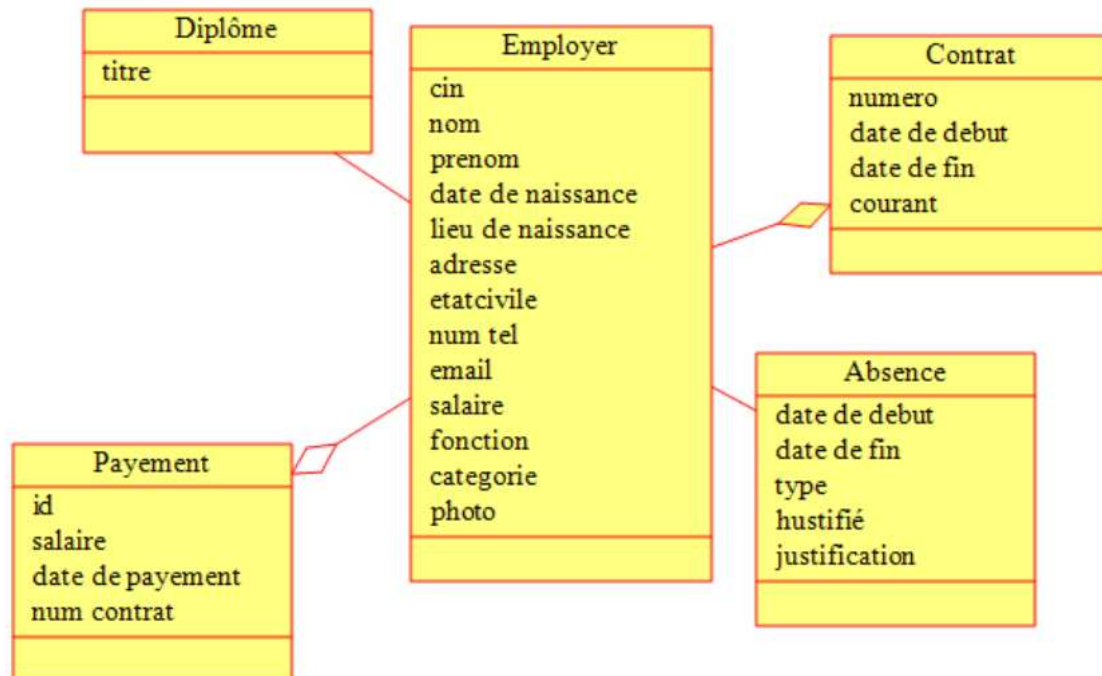 Diplôme
titre
Employer
cin
nom
prenom
date de naissance
lieu de naissance
adresse
etatcivile
num tel
email
salaire
fonction
categorie
photo
Contrat
numero
date de debut
date de fin
courant
Absence
date de debut
date de fin
type
hustifié
justification
Payement
id
salaire
date de payement
num contrat